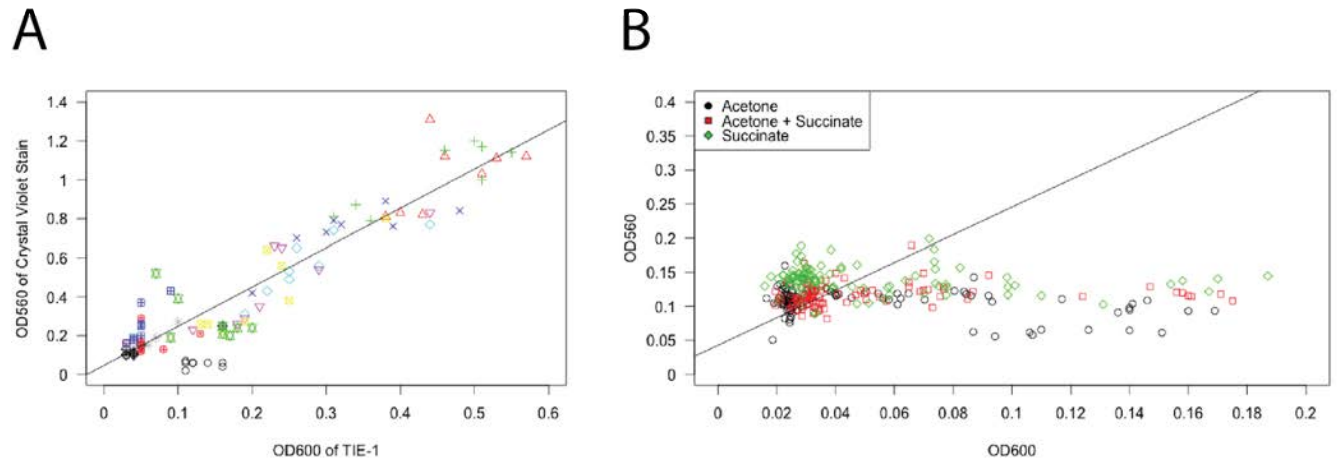 A
OD560 of Crystal Violet Stain
1.4
1.2
1
0.8
0.6
0.4
0.2
0
0 0.1 0.2 0.3 0.4 0.5 0.6
OD600 of TIE-1
B
OD560
0.4
0.35
0.3
0.25
0.2
0.15
0.1
0.05
0
Acetone
Acetone + Succinate
Succinate
0 0.02 0.04 0.06 0.08 0.1 0.12 0.14 0.16 0.18 0.2
OD600